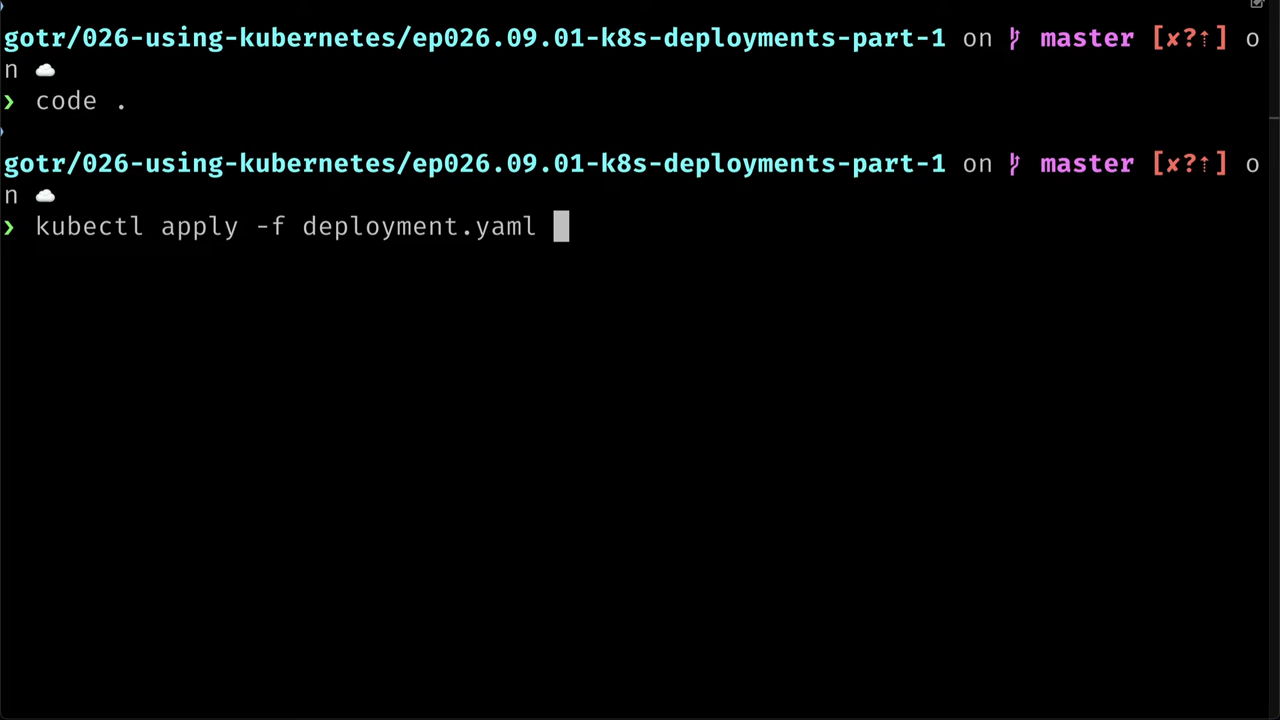 gotr/026-using-kubernetes/ep026.09.01-k8s-deployments-part-1 on  master [✘?⇡] o
n ☁️
❯ code .
gotr/026-using-kubernetes/ep026.09.01-k8s-deployments-part-1 on  master [✘?⇡] o
n ☁️
❯ kubectl apply -f deployment.yaml